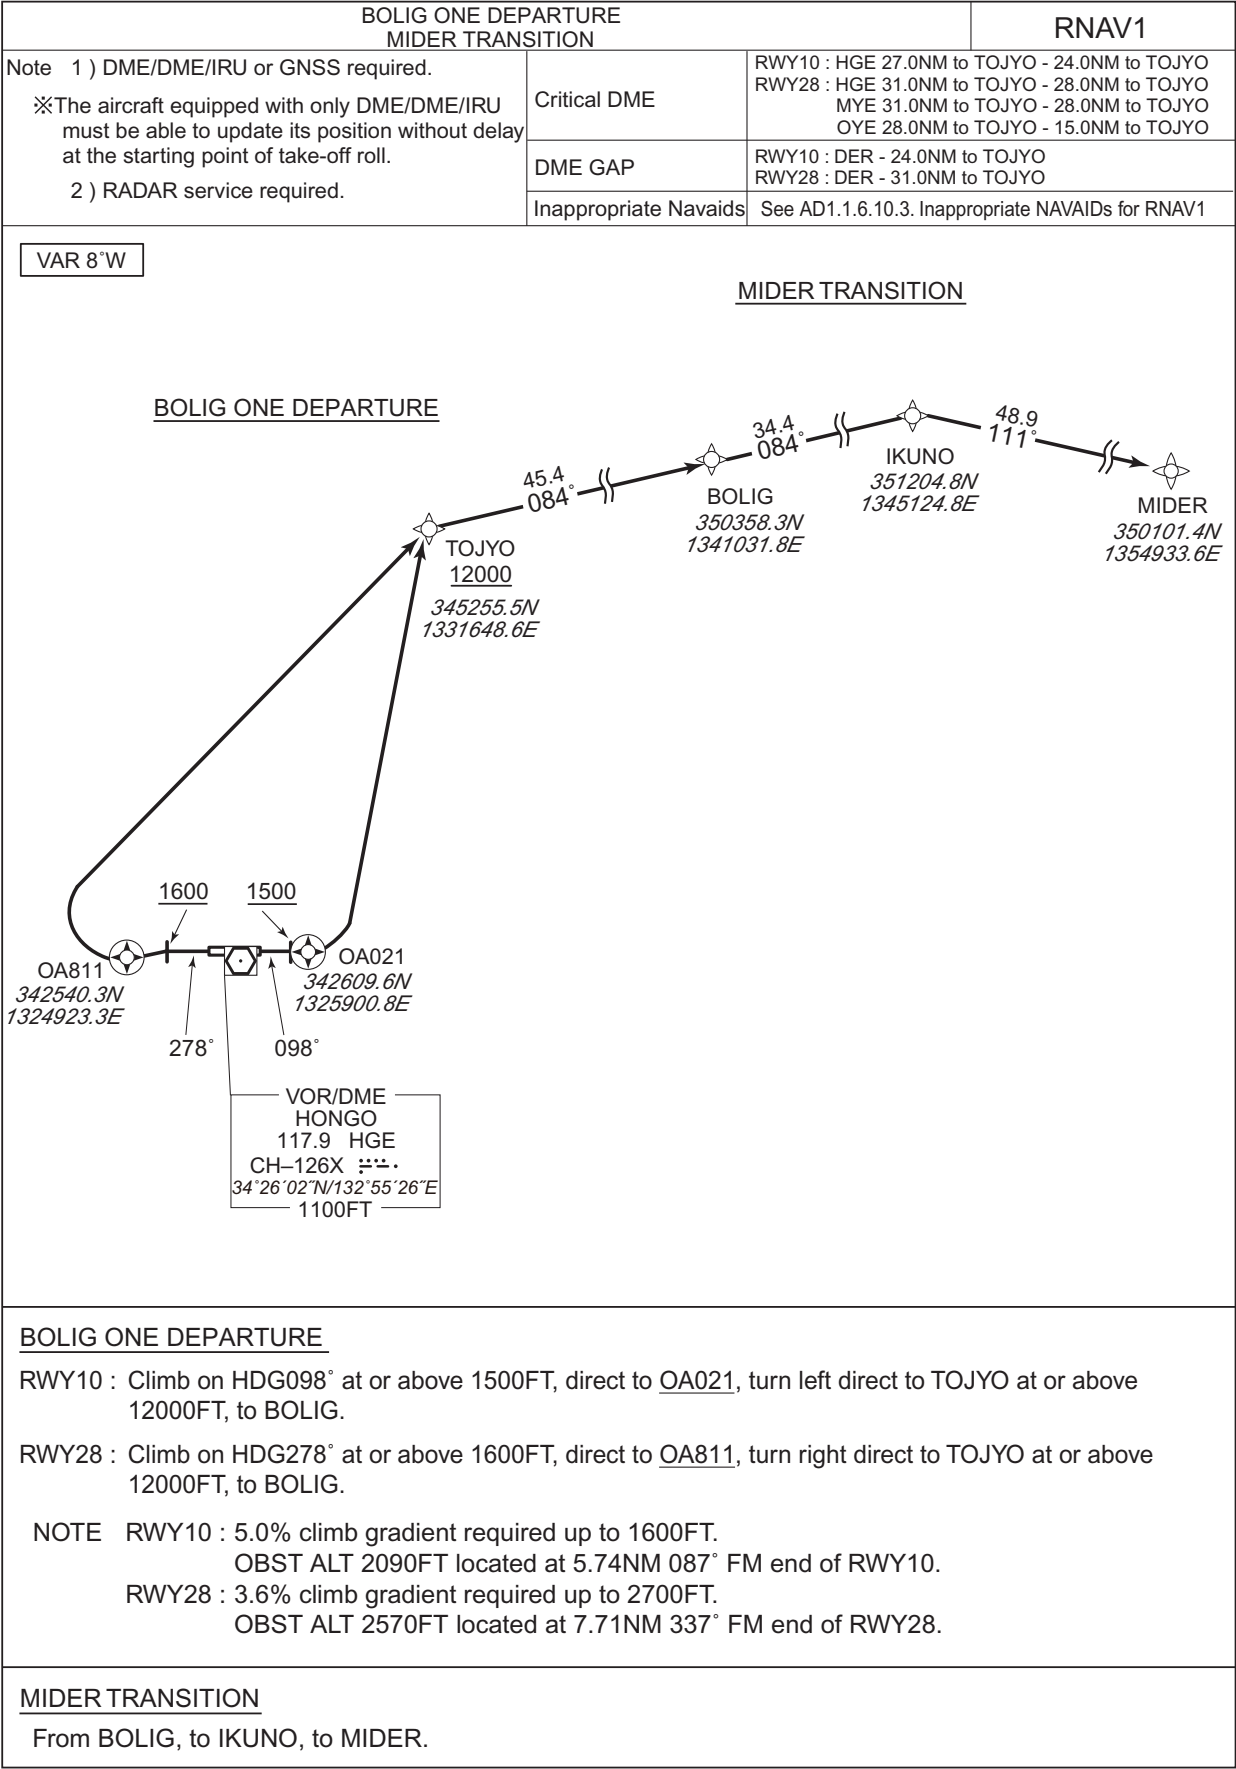 BOLIG ONE DEPARTURE
MIDER TRANSITION
RNAV1
Note 1 ) DME/DME/IRU or GNSS required.
※The aircraft equipped with only DME/DME/IRU
must be able to update its position without delay
at the starting point of take-off roll.
2 ) RADAR service required.
Critical DME
RWY10 : HGE 27.0NM to TOJYO - 24.0NM to TOJYO
RWY28 : HGE 31.0NM to TOJYO - 28.0NM to TOJYO
MYE 31.0NM to TOJYO - 28.0NM to TOJYO
OYE 28.0NM to TOJYO - 15.0NM to TOJYO
DME GAP
RWY10 : DER - 24.0NM to TOJYO
RWY28 : DER - 31.0NM to TOJYO
Inappropriate Navaids
See AD1.1.6.10.3. Inappropriate NAVAIDs for RNAV1
VAR 8˚W
MIDER TRANSITION
BOLIG ONE DEPARTURE
45.4
084˚
34.4
084˚
48.9
111˚
TOJYO
12000
345255.5N
1331648.6E
BOLIG
350358.3N
1341031.8E
IKUNO
351204.8N
1345124.8E
MIDER
350101.4N
1354933.6E
1600
1500
OA811
342540.3N
1324923.3E
OA021
342609.6N
1325900.8E
278˚
098˚
VOR/DME
HONGO
117.9 HGE
CH–126X
34˚26´02˝N/132˚55´26˝E
1100FT
BOLIG ONE DEPARTURE
RWY10 : Climb on HDG098˚ at or above 1500FT, direct to OA021, turn left direct to TOJYO at or above
12000FT, to BOLIG.
RWY28 : Climb on HDG278˚ at or above 1600FT, direct to OA811, turn right direct to TOJYO at or above
12000FT, to BOLIG.
NOTE RWY10 : 5.0% climb gradient required up to 1600FT.
OBST ALT 2090FT located at 5.74NM 087˚ FM end of RWY10.
RWY28 : 3.6% climb gradient required up to 2700FT.
OBST ALT 2570FT located at 7.71NM 337˚ FM end of RWY28.
MIDER TRANSITION
From BOLIG, to IKUNO, to MIDER.